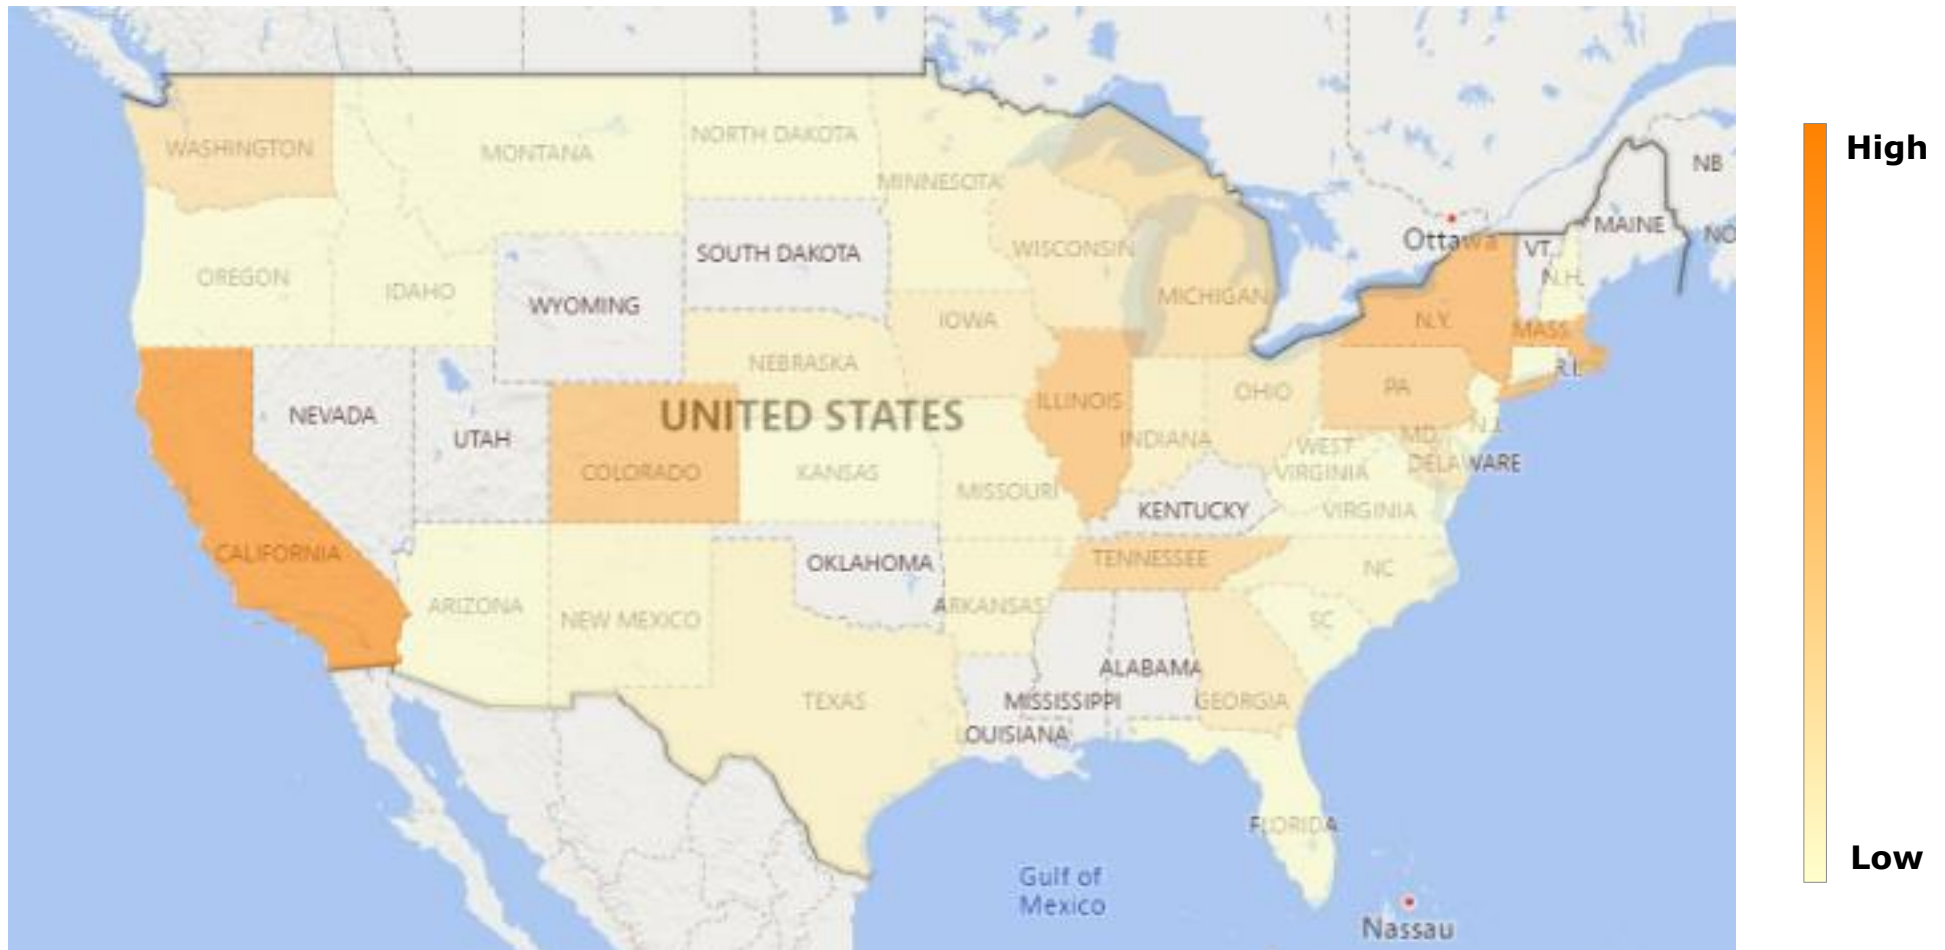 High
NB
WASHINGTON
MONTANA
NORTH DAKOTA
MINNESOTA
MAINE
NO
Ottawa
SOUTH DAKOTA
WISCONSIN
VT.
N.H.
OREGON
IDAHO
WYOMING
MICHIGAN
IOWA
N.Y.
MASS.
NEBRASKA
R.I.
OHIO
PA
NEVADA
UNITED STATES
ILLINOIS
UTAH
INDIANA
WEST
VIRGINIA
MD.
N.J.
DELAWARE
COLORADO
KANSAS
MISSOURI
KENTUCKY
VIRGINIA
CALIFORNIA
OKLAHOMA
TENNESSEE
NC
ARIZONA
NEW MEXICO
ARKANSAS
SC
ALABAMA
TEXAS
MISSISSIPPI
GEORGIA
LOUISIANA
FLORIDA
Low
Gulf of
Mexico
Nassau